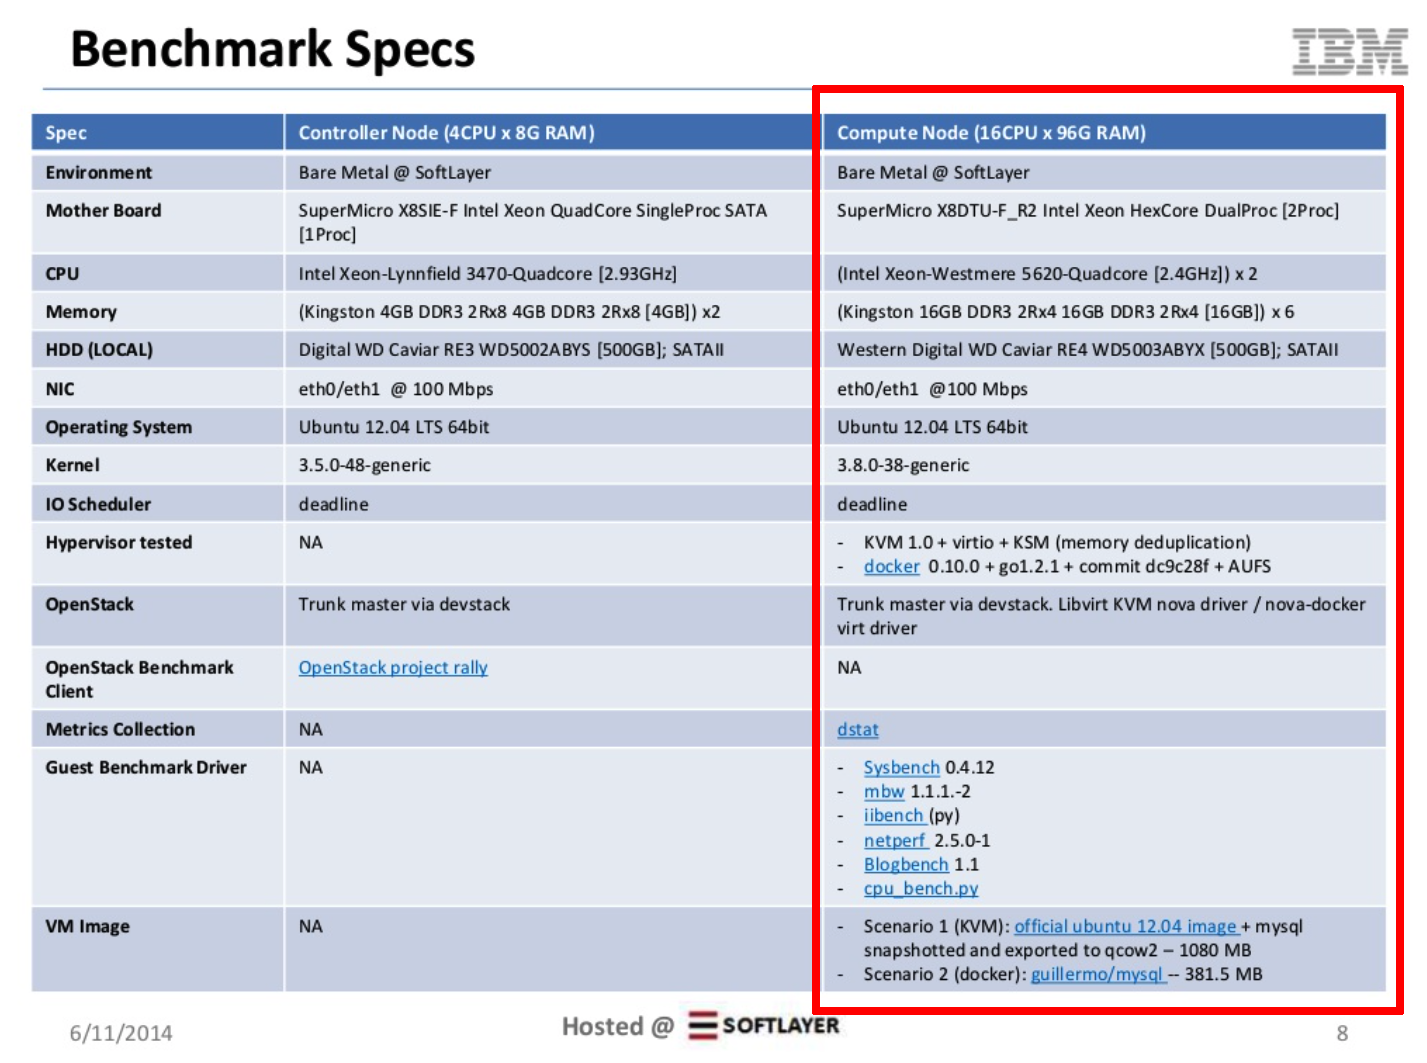 Benchmark Specs
IBM
Spec
Controller Node (4CPU x 8G RAM)
Compute Node (16CPU x 96G RAM)
Environment
Bare Metal @ SoftLayer
Bare Metal @ SoftLayer
Mother Board
SuperMicro X8SIE-F Intel Xeon QuadCore SingleProc SATA
[1Proc]
SuperMicro X8DTU-F_R2 Intel Xeon HexCore DualProc [2Proc]
CPU
Intel Xeon-Lynnfield 3470-Quadcore [2.93GHz]
(Intel Xeon-Westmere 5620-Quadcore [2.4GHz]) x 2
Memory
(Kingston 4GB DDR3 2Rx8 4GB DDR3 2Rx8 [4GB]) x2
(Kingston 16GB DDR3 2Rx4 16GB DDR3 2Rx4 [16GB]) x 6
HDD (LOCAL)
Digital WD Caviar RE3 WD5002ABYS [500GB]; SATAII
Western Digital WD Caviar RE4 WD5003ABYX [500GB]; SATAII
NIC
eth0/eth1 @ 100 Mbps
eth0/eth1 @100 Mbps
Operating System
Ubuntu 12.04 LTS 64bit
Ubuntu 12.04 LTS 64bit
Kernel
3.5.0-48-generic
3.8.0-38-generic
IO Scheduler
deadline
deadline
Hypervisor tested
NA
- KVM 1.0 + virtio + KSM (memory deduplication)
- docker 0.10.0 + go1.2.1 + commit dc9c28f + AUFS
OpenStack
Trunk master via devstack
Trunk master via devstack. Libvirt KVM nova driver / nova-docker
virt driver
OpenStack Benchmark
Client
OpenStack project rally
NA
Metrics Collection
NA
dstat
Guest Benchmark Driver
NA
- Sysbench 0.4.12
- mbw 1.1.1.-2
- iibench (py)
- netperf 2.5.0-1
- Blogbench 1.1
- cpu_bench.py
VM Image
NA
- Scenario 1 (KVM): official ubuntu 12.04 image + mysql
snapshotted and exported to qcow2 – 1080 MB
- Scenario 2 (docker): guillermo/mysql -- 381.5 MB
6/11/2014
Hosted @ SOFTLAYER
8